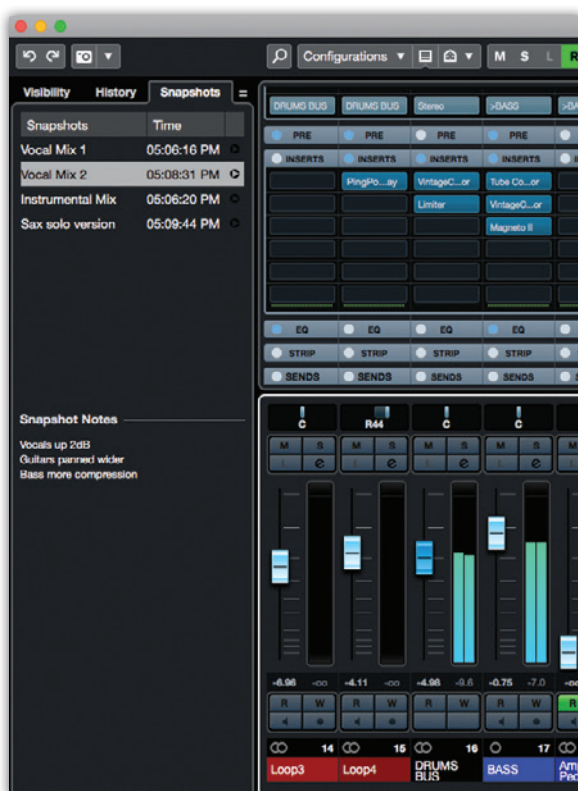 Configurations M S L R
Visibility History Snapshots
Snapshots Time
Vocal Mix 1 05:06:16 PM
Vocal Mix 2 05:08:31 PM
Instrumental Mix 05:06:20 PM
Sax solo version 05:09:44 PM
Snapshot Notes
Vocals up 2dB
Guitars panned wider
Bass more compression
DRUMS BUS DRUMS BUS Stereo >BASS
PRE PRE PRE PRE
INSERTS INSERTS INSERTS INSERTS
PingPo...ay VintageC...or Tube Co...or
Limiter VintageC...or
Magneto II
EQ EQ EQ EQ
STRIP STRIP STRIP STRIP
SENDS SENDS SENDS SENDS
C R44 C C
M S M S M S M S M
L e L e L e L e
-6.96 -oo -4.11 -oo -4.98 -9.6 -0.75 -7.0
R W R W R W R W R
14 15 16 17
Loop3 Loop4 DRUMS BUS BASS